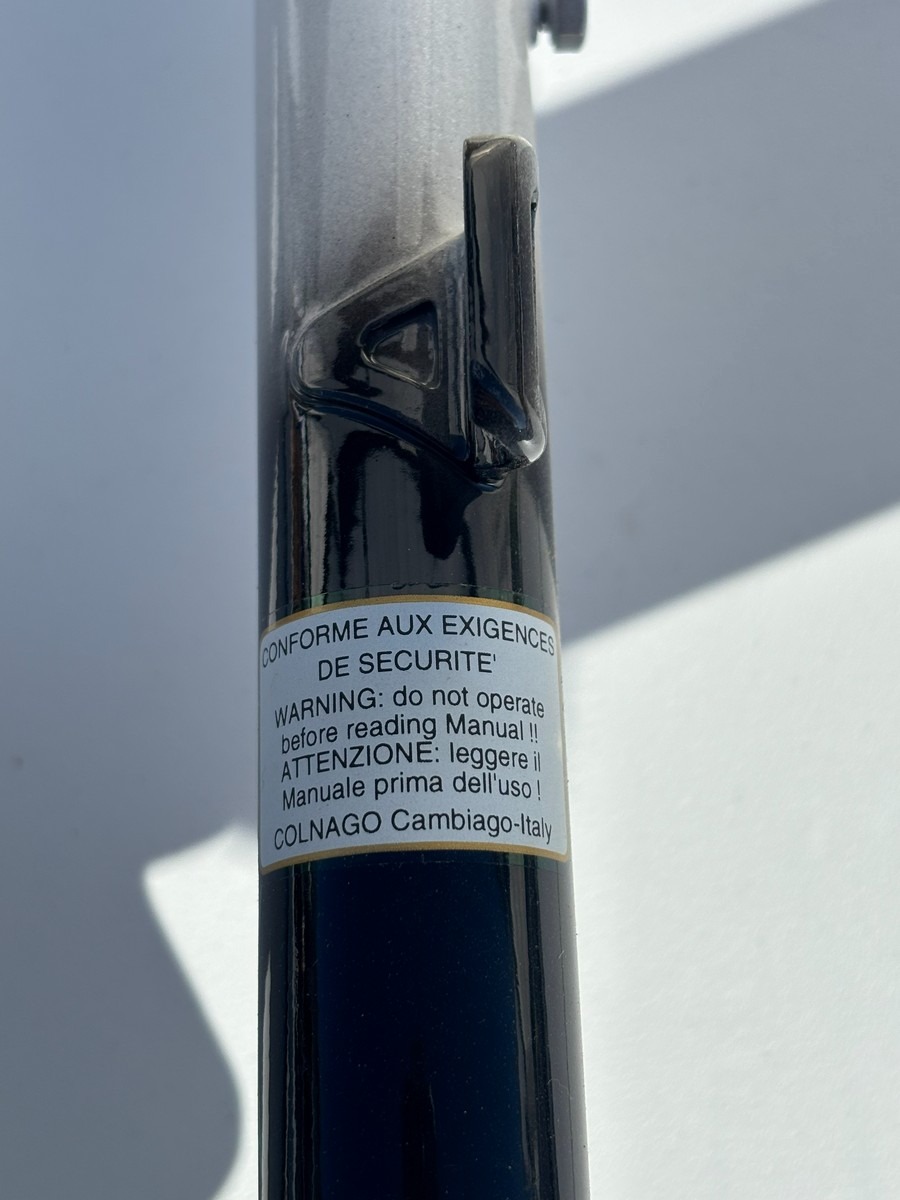 CONFORME AUX EXIGENCES
DE SECURITE'
WARNING: do not operate
before reading Manual !!
ATTENZIONE: leggere il
Manuale prima dell'uso !
COLNAGO Cambiago-Italy